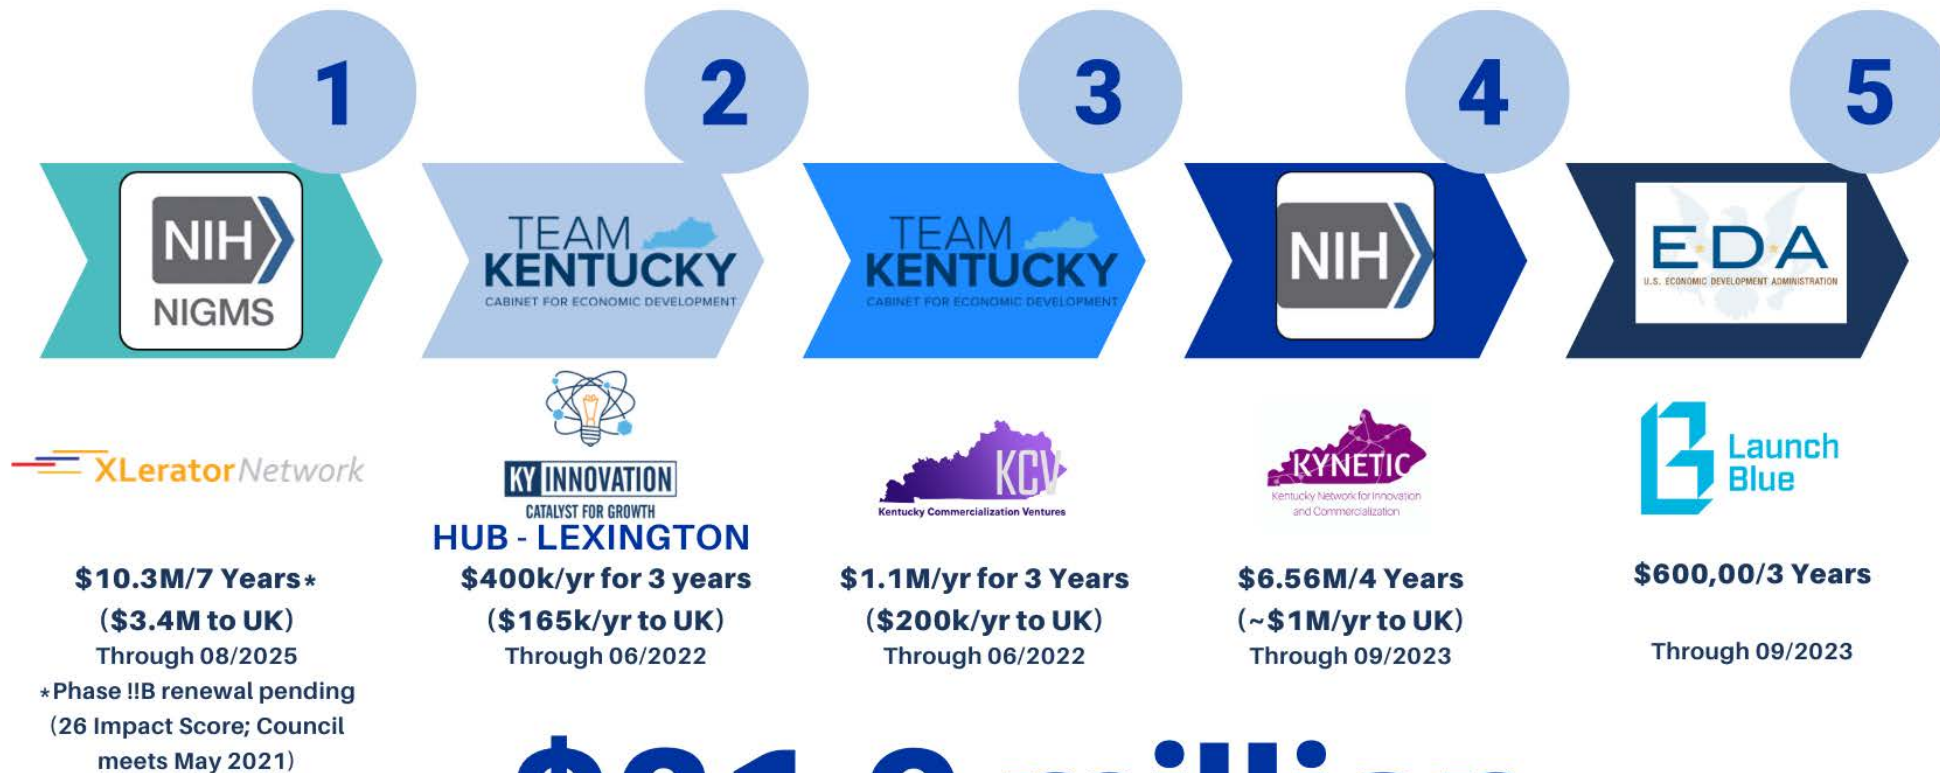 1
2
3
4
5
NIH
NIGMS
TEAM
KENTUCKY
CABINET FOR ECONOMIC DEVELOPMENT
TEAM
KENTUCKY
CABINET FOR ECONOMIC DEVELOPMENT
NIH
EDA
U.S. ECONOMIC DEVELOPMENT ADMINISTRATION
XLerator Network
KY INNOVATION
CATALYST FOR GROWTH
HUB - LEXINGTON
KCV
Kentucky Commercialization Ventures
KYNETIC
Kentucky Network for Innovation
and Commercialization
Launch
Blue
$10.3M/7 Years*
($3.4M to UK)
Through 08/2025
*Phase !!B renewal pending
(26 Impact Score; Council
meets May 2021)
$400k/yr for 3 years
($165k/yr to UK)
Through 06/2022
$1.1M/yr for 3 Years
($200k/yr to UK)
Through 06/2022
$6.56M/4 Years
(~$1M/yr to UK)
Through 09/2023
$600,00/3 Years
Through 09/2023
million